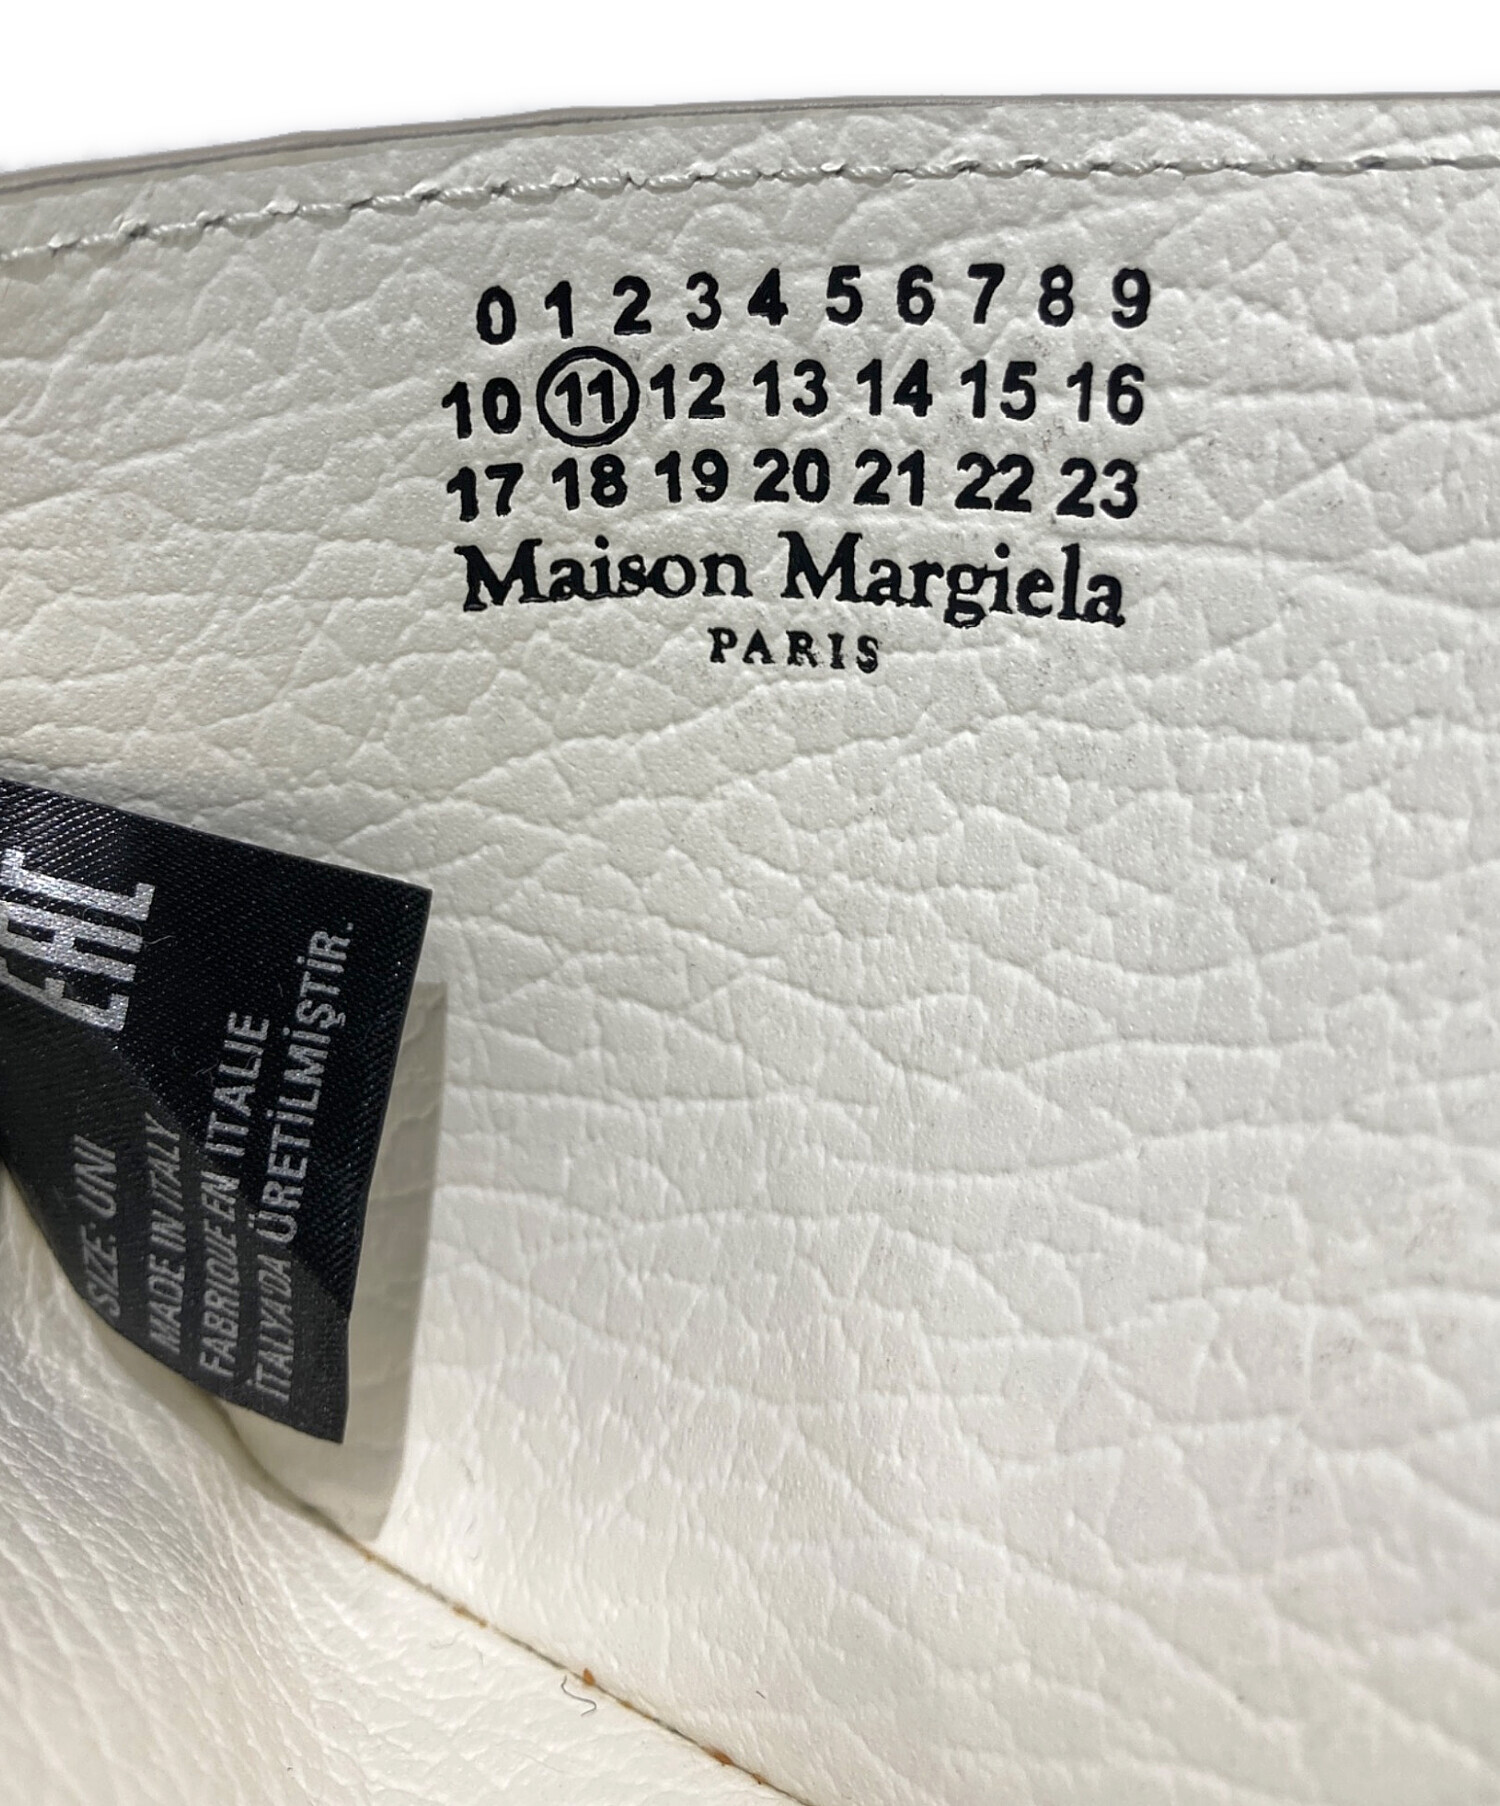 0 1 2 3 4 5 6 7 8 9
10 11 12 13 14 15 16
17 18 19 20 21 22 23
Maison Margiela
PARIS
EAC
SIZE: UNI
MADE IN ITALY
FABRIQUE EN ITALIE
İTALYA'DA ÜRETİLMİŞTİR.